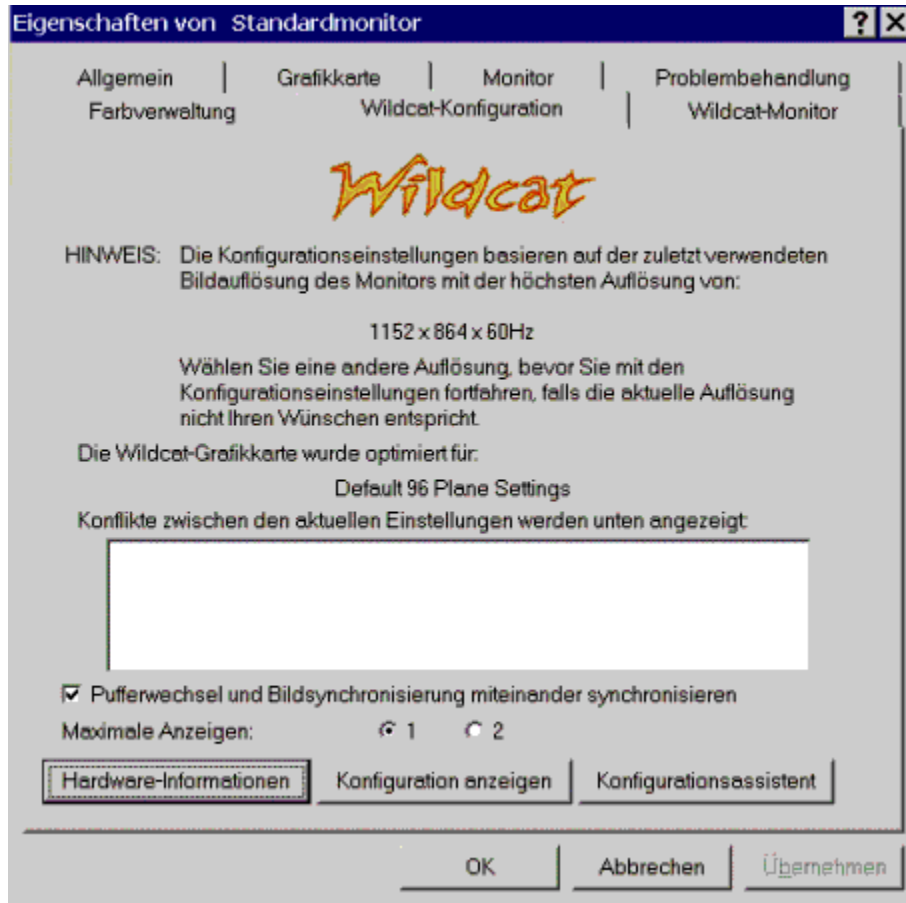 Eigenschaften von Standardmonitor
Allgemein
Grafikkarte
Monitor
Problembehandlung
Farbverwaltung
Wildcat-Konfiguration
Wildcat-Monitor
Wildcat
HINWEIS: Die Konfigurationseinstellungen basieren auf der zuletzt verwendeten
Bildauflösung des Monitors mit der höchsten Auflösung von:
1152 x 864 x 60Hz
Wählen Sie eine andere Auflösung, bevor Sie mit den
Konfigurationseinstellungen fortfahren, falls die aktuelle Auflösung
nicht Ihren Wünschen entspricht.
Die Wildcat-Grafikkarte wurde optimiert für:
Default 96 Plane Settings
Konflikte zwischen den aktuellen Einstellungen werden unten angezeigt:
Pufferwechsel und Bildsynchronisierung miteinander synchronisieren
Maximale Anzeigen: 1 2
Hardware-Informationen
Konfiguration anzeigen
Konfigurationsassistent
OK
Abbrechen
Übernehmen